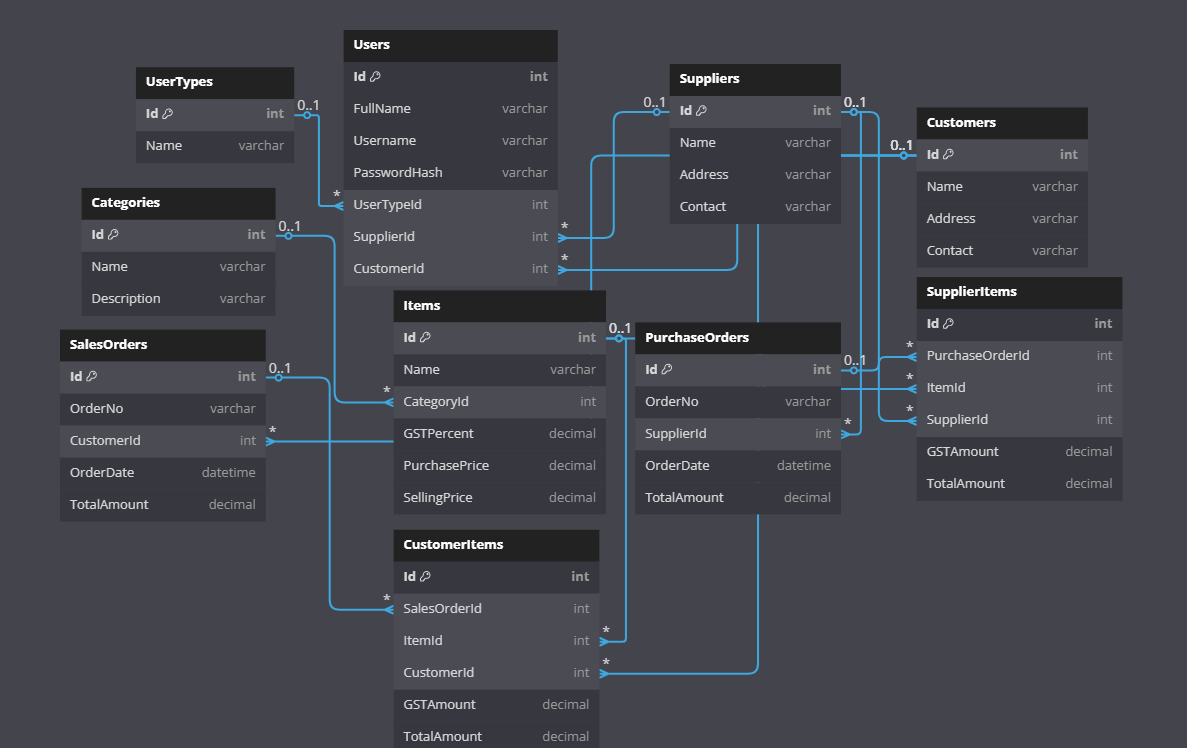 UserTypes
Id int
Name varchar
Users
Id int
FullName varchar
Username varchar
PasswordHash varchar
UserTypeId int
SupplierId int
CustomerId int
Suppliers
Id int
Name varchar
Address varchar
Contact varchar
Customers
Id int
Name varchar
Address varchar
Contact varchar
Categories
Id int
Name varchar
Description varchar
SalesOrders
Id int
OrderNo varchar
CustomerId int
OrderDate datetime
TotalAmount decimal
Items
Id int
Name varchar
CategoryId int
GSTPercent decimal
PurchasePrice decimal
SellingPrice decimal
PurchaseOrders
Id int
OrderNo varchar
SupplierId int
OrderDate datetime
TotalAmount decimal
SupplierItems
Id int
PurchaseOrderId int
ItemId int
SupplierId int
GSTAmount decimal
TotalAmount decimal
CustomerItems
Id int
SalesOrderId int
ItemId int
CustomerId int
GSTAmount decimal
TotalAmount decimal
0..1
0..1
0..1
0..1
0..1
0..1
0..1
0..1
*
*
*
*
*
*
*
*
*
*
*
*